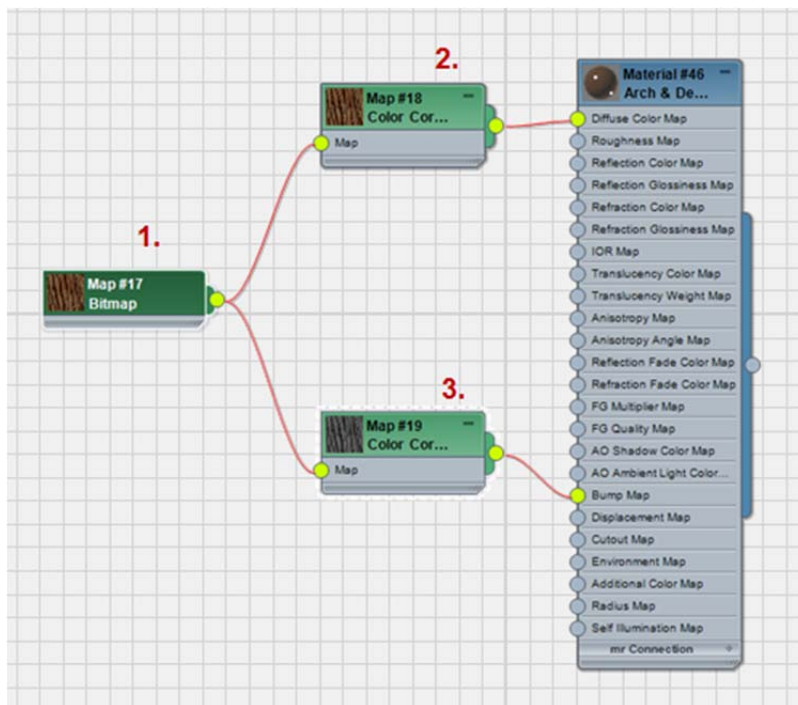 1.
Map #17
Bitmap
2.
Map #18
Color Cor...
Map
3.
Map #19
Color Cor...
Map
Material #46
Arch & De...
Diffuse Color Map
Roughness Map
Reflection Color Map
Reflection Glossiness Map
Refraction Color Map
Refraction Glossiness Map
IOR Map
Translucency Color Map
Translucency Weight Map
Anisotropy Map
Anisotropy Angle Map
Reflection Fade Color Map
Refraction Fade Color Map
FG Multiplier Map
FG Quality Map
AO Shadow Color Map
AO Ambient Light Color...
Bump Map
Displacement Map
Cutout Map
Environment Map
Additional Color Map
Radius Map
Self Illumination Map
mr Connection